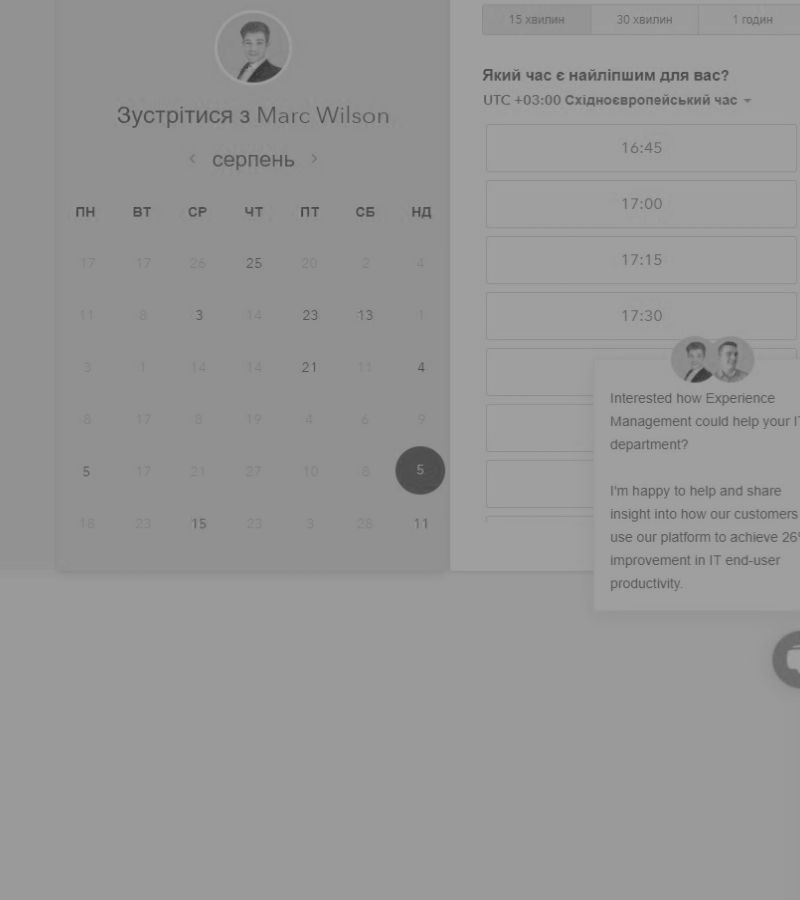 15 хвилин 30 хвилин 1 годин
Зустрітися з Marc Wilson
серпень
ПН ВТ СР ЧТ ПТ СБ НД
17 17 26 25 20 2 4
11 8 3 14 23 13 1
3 1 14 14 21 11 4
8 17 8 19 4 6 9
5 17 21 27 10 8 5
18 23 15 23 3 28 11
Який час є найліпшим для вас?
UTC +03:00 Східноєвропейський час
16:45
17:00
17:15
17:30
Interested how Experience
Management could help your IT
department?
I'm happy to help and share
insight into how our customers
use our platform to achieve 26%
improvement in IT end-user
productivity.